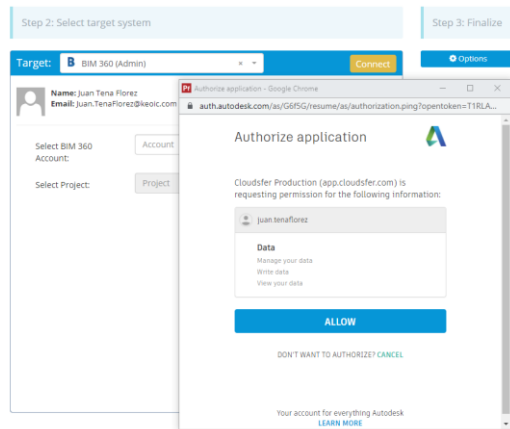 Step 2: Select target system
Step 3: Finalize
Target:
B BIM 360 (Admin)
Connect
Options
Name: Juan Tena Florez
Email: Juan.TenaFlorez@keoic.com
Select BIM 360
Account:
Account
Select Project:
Project
Pr Authorize application - Google Chrome
auth.autodesk.com/as/G6f5G/resume/as/authorization.ping?opentoken=T1RLA...
Authorize application
Cloudsfer Production (app.cloudsfer.com) is
requesting permission for the following information:
juan.tenaflorez
Data
Manage your data
Write data
View your data
ALLOW
DON'T WANT TO AUTHORIZE? CANCEL
Your account for everything Autodesk
LEARN MORE